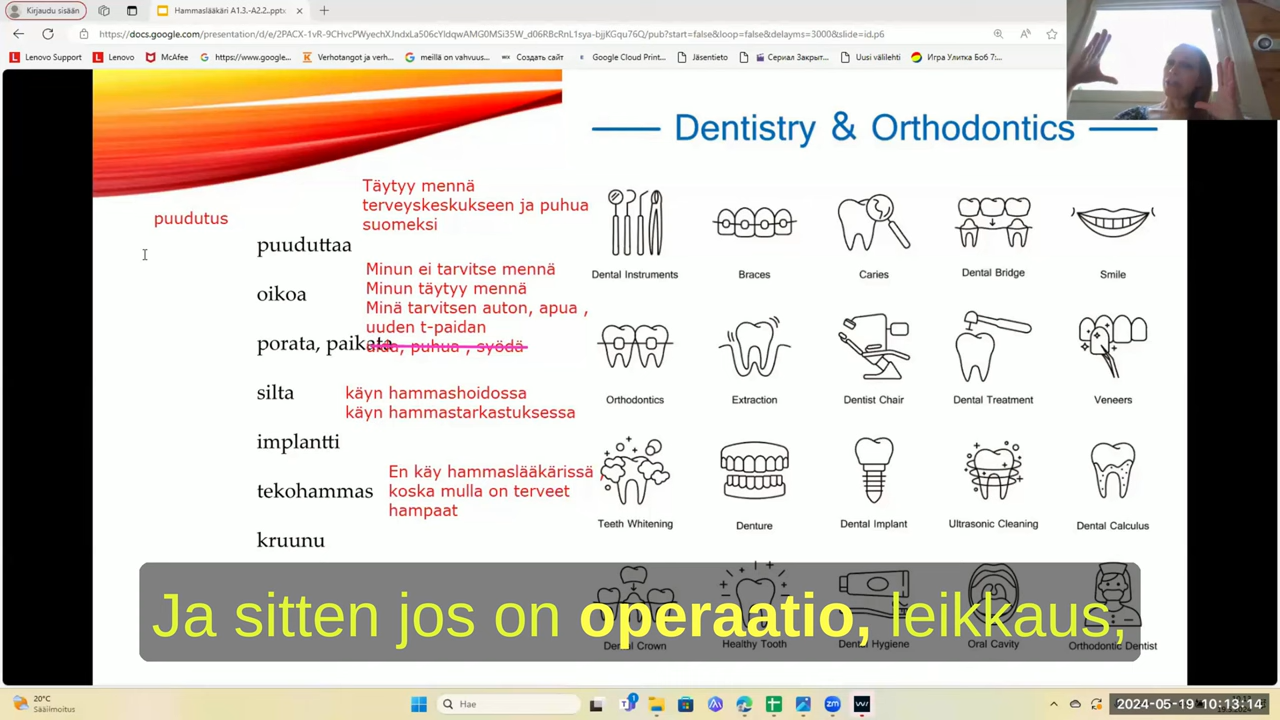 Kirjaudu sisään
Hammaslääkäri A1.3.-A2.2..pptx
https://docs.google.com/presentation/d/e/2PACX-1vR-9CHvcPWyechXJndxLa506cYldqwAMG0MSi35W_d06RBcRnL1sya-bjjKGqu76Q/pub?start=false&loop=false&delayms=3000&slide=id.p6
Lenovo Support
Lenovo
McAfee
https://www.google...
Verhotangot ja verh...
meillä on vahvuus...
Создать сайт
Google Cloud Print...
Jäsentieto
Сериал Закрыт...
Uusi välilehti
Игра Улитка Боб 7:...
Dentistry & Orthodontics
Täytyy mennä
terveyskeskukseen ja puhua
suomeksi
puudutus
puuduttaa
Minun ei tarvitse mennä
Minun täytyy mennä
Minä tarvitsen auton, apua ,
uuden t-paidan
oikoa
porata, paikata
puhua , syödä
silta
käyn hammashoidossa
käyn hammastarkastuksessa
implantti
En käy hammaslääkärissä ,
koska mulla on terveet
hampaat
tekohammas
kruunu
Dental Instruments
Braces
Caries
Dental Bridge
Smile
Orthodontics
Extraction
Dentist Chair
Dental Treatment
Veneers
Teeth Whitening
Denture
Dental Implant
Ultrasonic Cleaning
Dental Calculus
Dental Crown
Healthy Tooth
Dental Hygiene
Oral Cavity
Orthodontic Dentist
Ja sitten jos on operaatio, leikkaus,
20°C
Sääilmoitus
Hae
2024-05-19 10:13:14